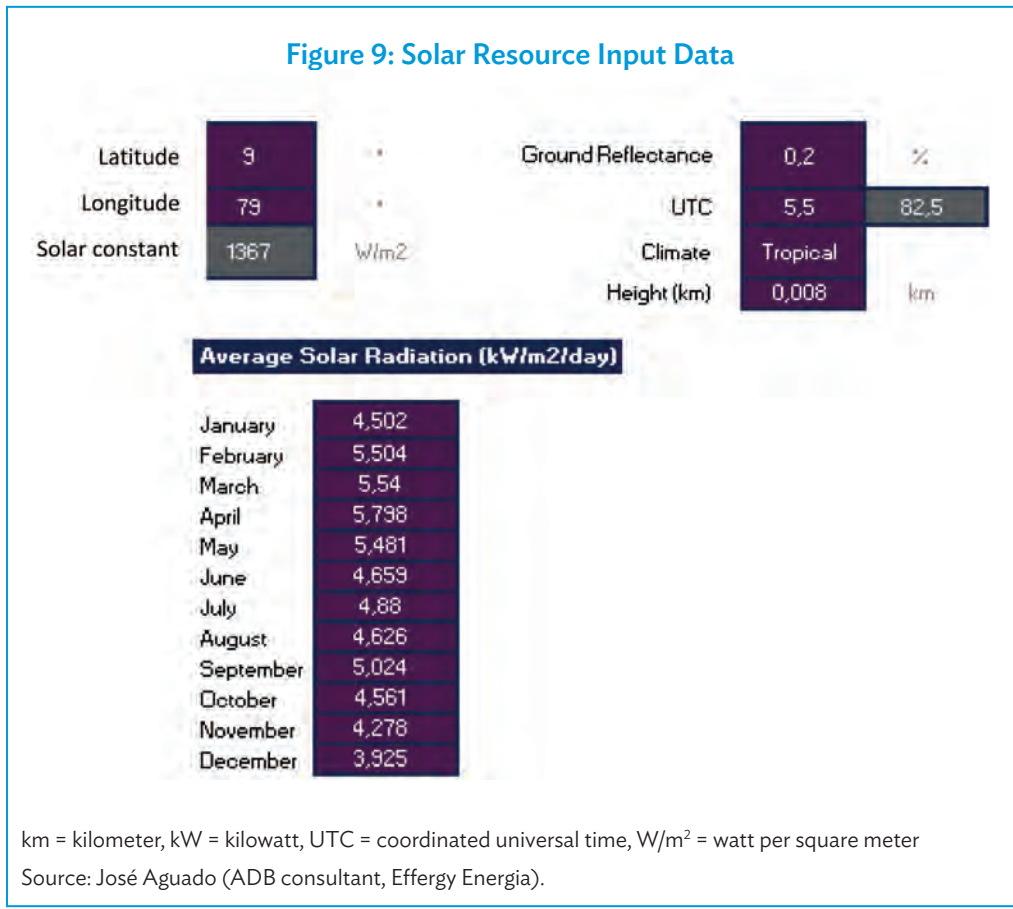 Figure 9: Solar Resource Input Data
Latitude 9 °
Longitude 79 °
Solar constant 1367 W/m2
Ground Reflectance 0,2 %
UTC 5,5 82,5
Climate Tropical
Height (km) 0,008 km
Average Solar Radiation (kW/m2/day)
January 4,502
February 5,504
March 5,54
April 5,798
May 5,481
June 4,659
July 4,88
August 4,626
September 5,024
October 4,561
November 4,278
December 3,925
km = kilometer, kW = kilowatt, UTC = coordinated universal time, W/m² = watt per square meter
Source: José Aguado (ADB consultant, Effergy Energia).